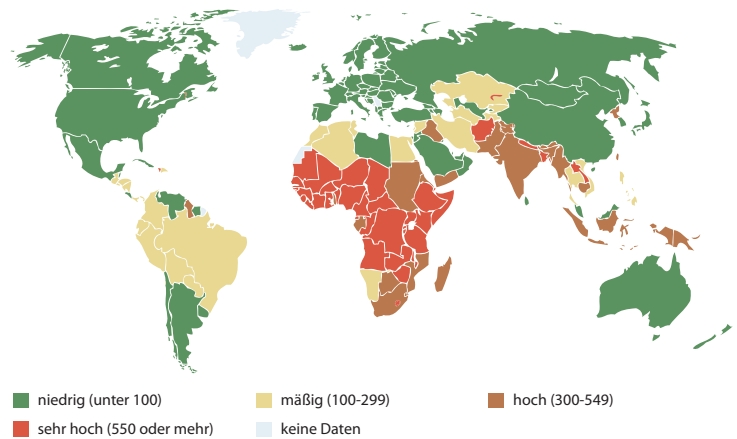 niedrig (unter 100)
mäßig (100-299)
hoch (300-549)
sehr hoch (550 oder mehr)
keine Daten